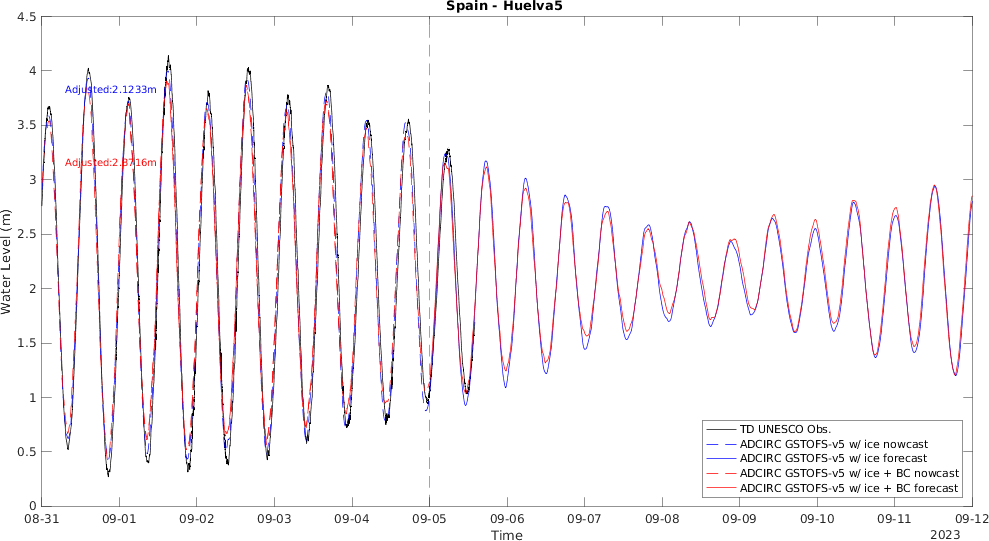 Spain - Huelva5
4.5
4
3.5
3
2.5
2
1.5
1
0.5
0
Water Level (m)
Adjusted:2.1233m
Adjusted:2.8716m
TD UNESCO Obs.
ADCIRC GSTOFS-v5 w/ ice nowcast
ADCIRC GSTOFS-v5 w/ ice forecast
ADCIRC GSTOFS-v5 w/ ice + BC nowcast
ADCIRC GSTOFS-v5 w/ ice + BC forecast
08-31 09-01 09-02 09-03 09-04 09-05 09-06 09-07 09-08 09-09 09-10 09-11 09-12
Time
2023